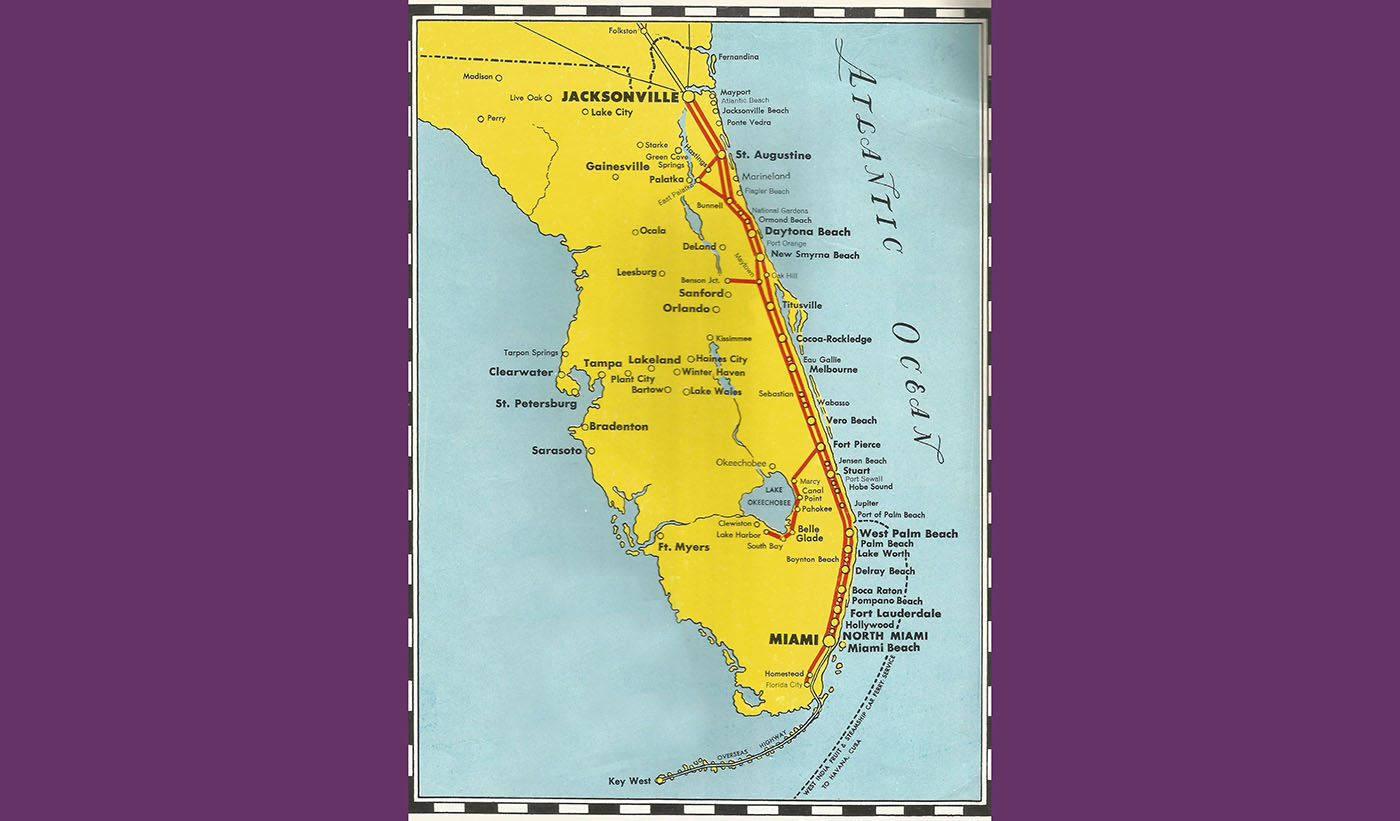 Folkston
Fernandina
Madison
Live Oak
JACKSONVILLE
Mayport
Atlantic Beach
Lake City
Jacksonville Beach
Perry
Ponte Vedra
Starke
Green Cove
Springs
Hastings
St. Augustine
Gainesville
Palatka
East Palatka
Marineland
Flagler Beach
Bunnell
National Gardens
Ormond Beach
Ocala
Daytona Beach
Port Orange
DeLand
New Smyrna Beach
Maytown
Leesburg
Benson Jct.
Oak Hill
Sanford
Orlando
Titusville
Kissimmee
Cocoa-Rockledge
Tarpon Springs
Tampa
Lakeland
Haines City
Eau Gallie
Melbourne
Clearwater
Plant City
Winter Haven
Bartow
Lake Wales
Sebastian
Wabasso
St. Petersburg
Vero Beach
Bradenton
Fort Pierce
Sarasoto
Okeechobee
Jensen Beach
Stuart
Port Sewall
Hobe Sound
LAKE
OKEECHOBEE
Marcy
Canal
Point
Pahokee
Jupiter
Port of Palm Beach
Clewiston
Lake Harbor
South Bay
Belle
Glade
West Palm Beach
Palm Beach
Lake Worth
Ft. Myers
Boynton Beach
Delray Beach
Boca Raton
Pompano Beach
Fort Lauderdale
Hollywood
MIAMI
NORTH MIAMI
Miami Beach
Homestead
Florida City
OVERSEAS HIGHWAY
Key West
WEST INDIA FRUIT & STEAMSHIP CAR FERRY SERVICE
TO HAVANA, CUBA
ATLANTIC
OCEAN